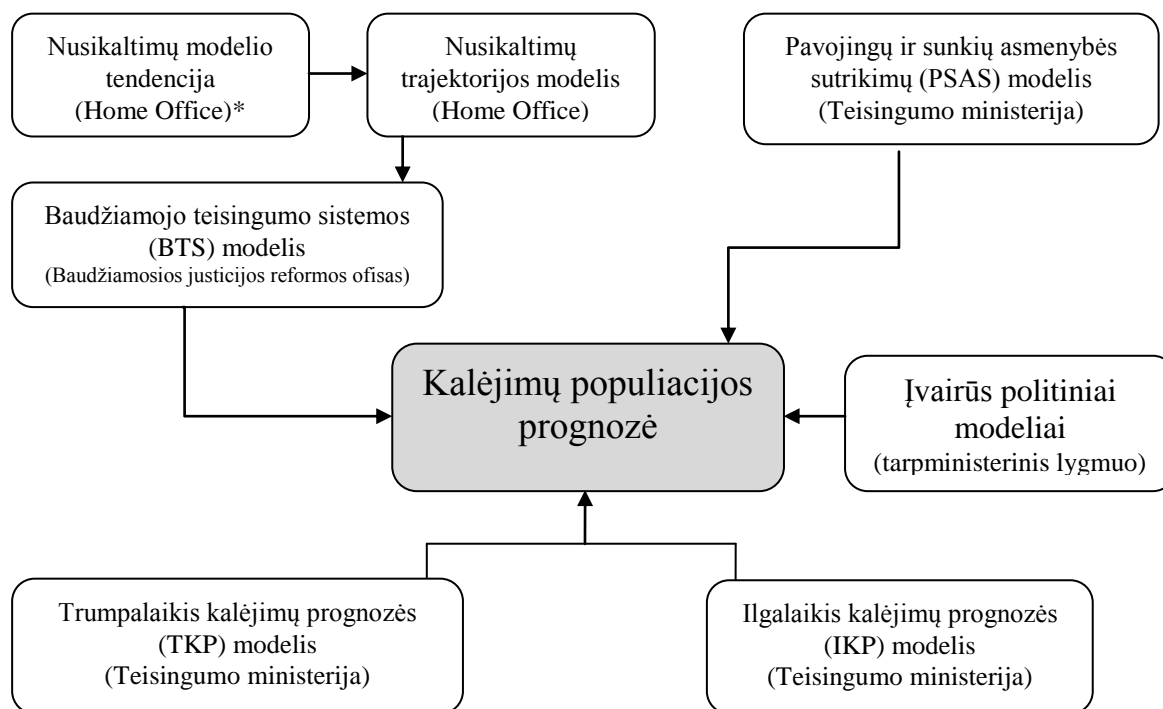 Nusikaltimų modelio
tendencija
(Home Office)*
Nusikaltimų
trajektorijos modelis
(Home Office)
Pavojingų ir sunkių asmenybės
sutrikimų (PSAS) modelis
(Teisingumo ministerija)
Baudžiamojo teisingumo sistemos
(BTS) modelis
(Baudžiamosios justicijos reformos ofisas)
Kalėjimų populiacijos
prognozė
Įvairūs politiniai
modeliai
(tarpministerinis lygmuo)
Trumpalaikis kalėjimų prognozės
(TKP) modelis
(Teisingumo ministerija)
Ilgalaikis kalėjimų prognozės
(IKP) modelis
(Teisingumo ministerija)